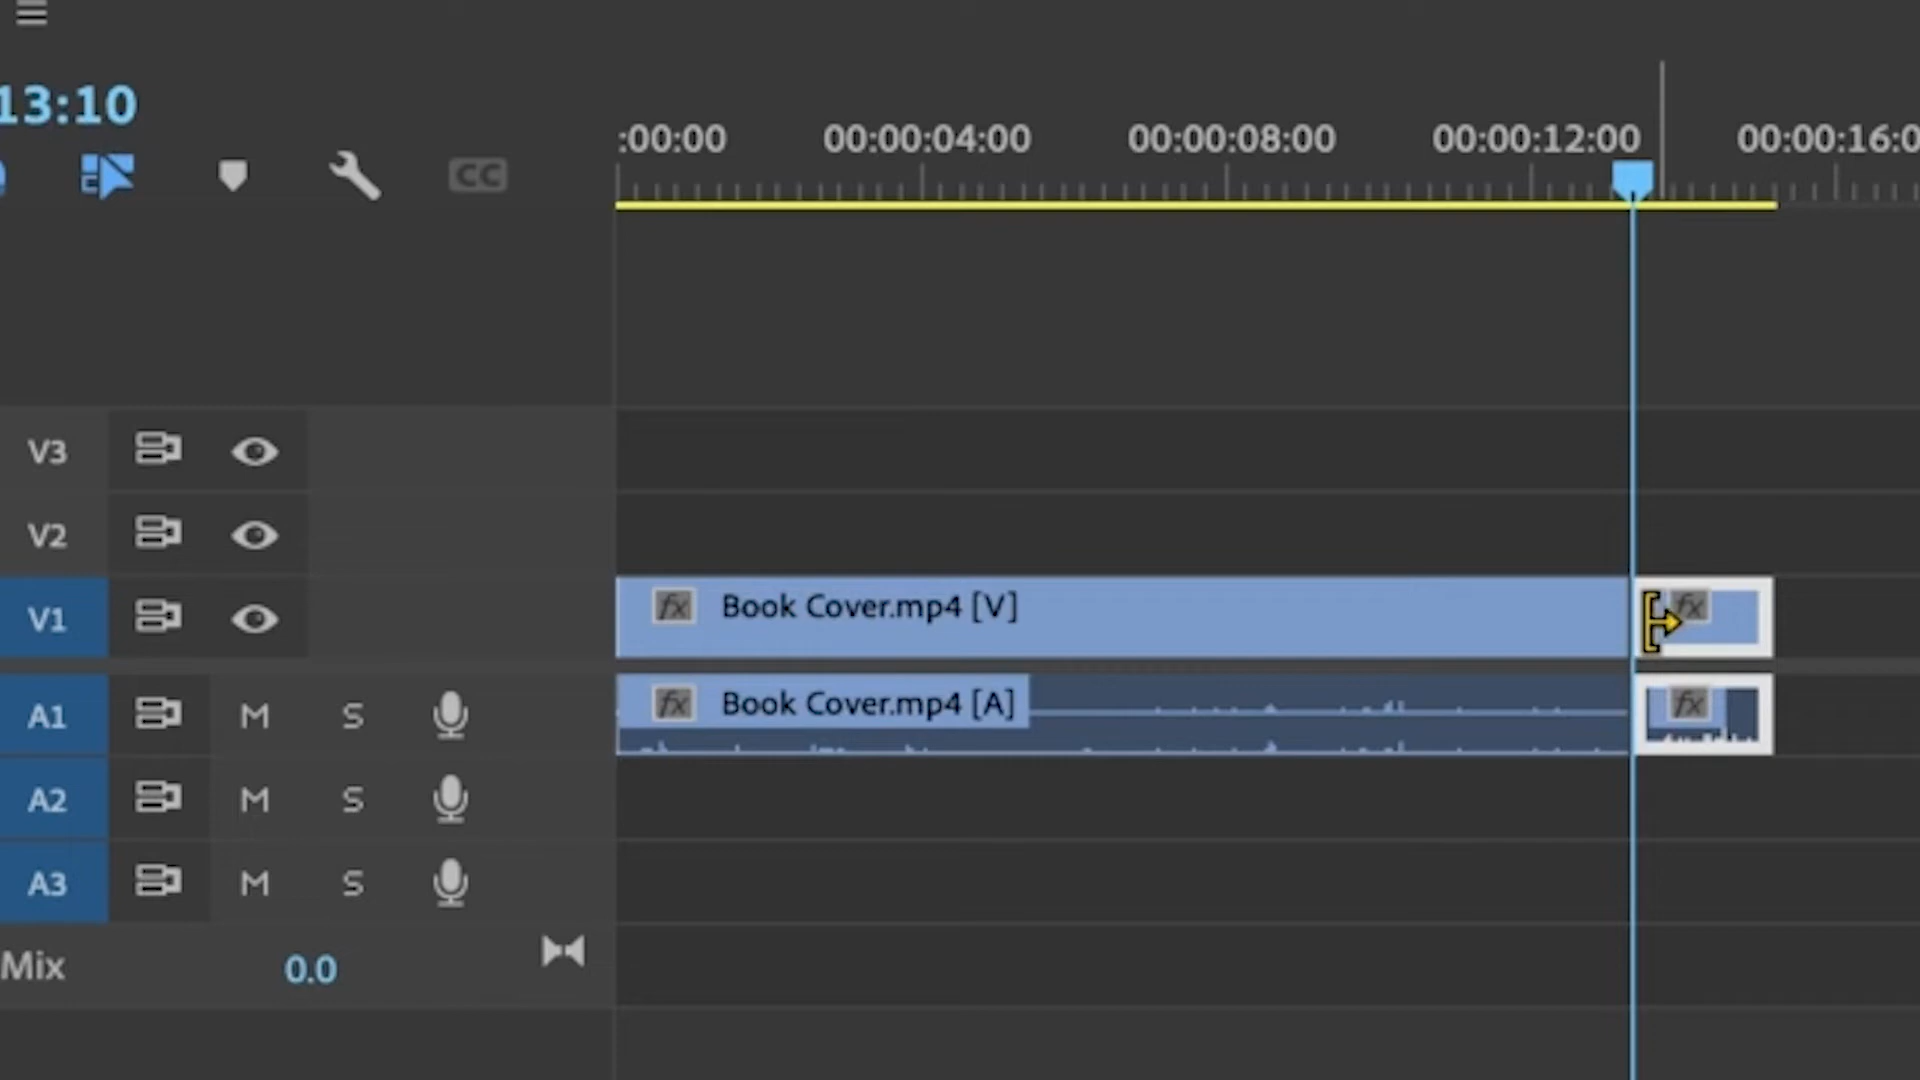 13:10
CC
:00:00 00:00:04:00 00:00:08:00 00:00:12:00 00:00:16:0
V3
V2
V1 fx Book Cover.mp4 [V] fx
A1 M S fx Book Cover.mp4 [A] fx
A2 M S
A3 M S
Mix 0.0